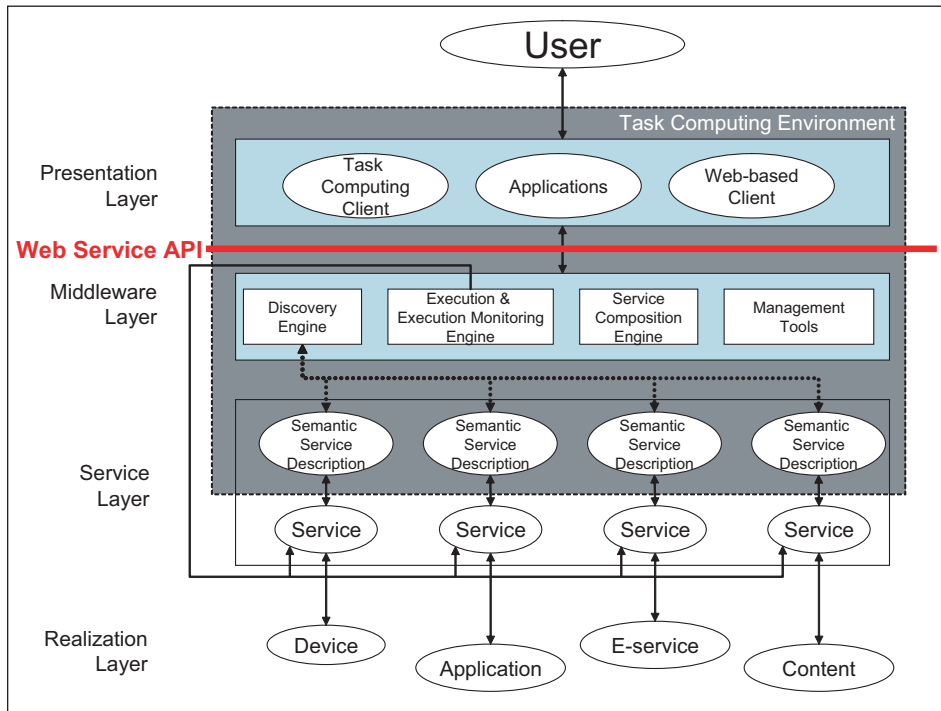 User
Task Computing Environment
Presentation
Layer
Task
Computing
Client
Applications
Web-based
Client
Web Service API
Middleware
Layer
Discovery
Engine
Execution &
Execution Monitoring
Engine
Service
Composition
Engine
Management
Tools
Service
Layer
Semantic
Service
Description
Semantic
Service
Description
Semantic
Service
Description
Semantic
Service
Description
Service
Service
Service
Service
Realization
Layer
Device
Application
E-service
Content